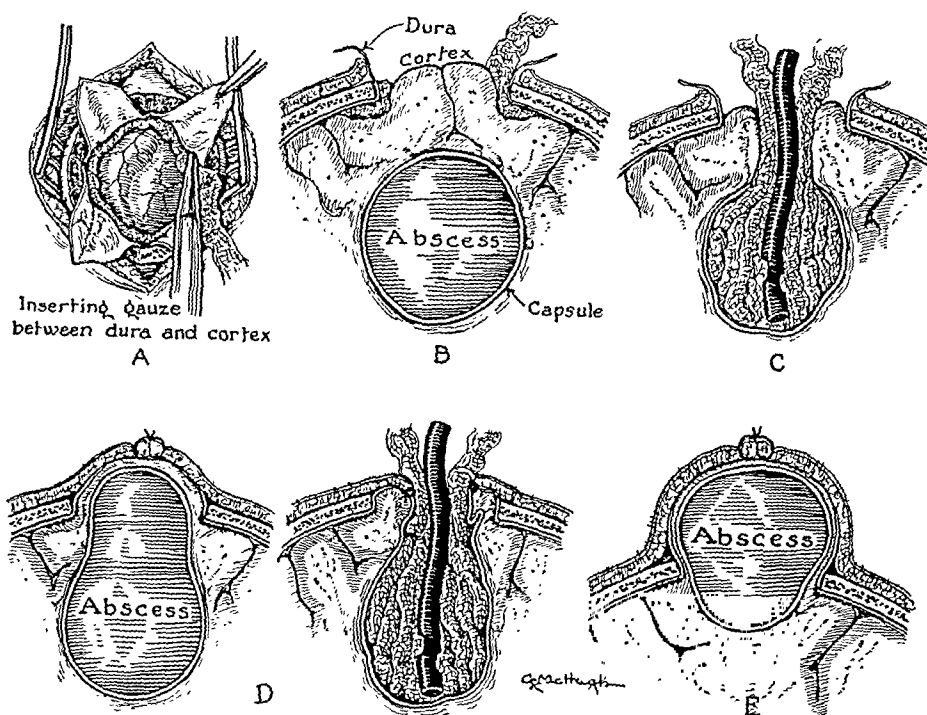 Dura
cortex
Abscess
Capsule
Inserting gauze
between dura and cortex
A
B
C
Abscess
Abscess
D
E